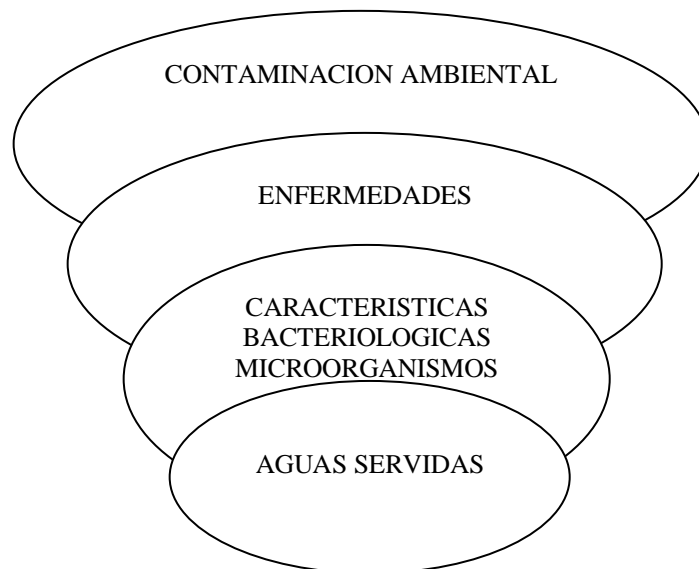 CONTAMINACION AMBIENTAL
ENFERMEDADES
CARACTERISTICAS
BACTERIOLOGICAS
MICROORGANISMOS
AGUAS SERVIDAS